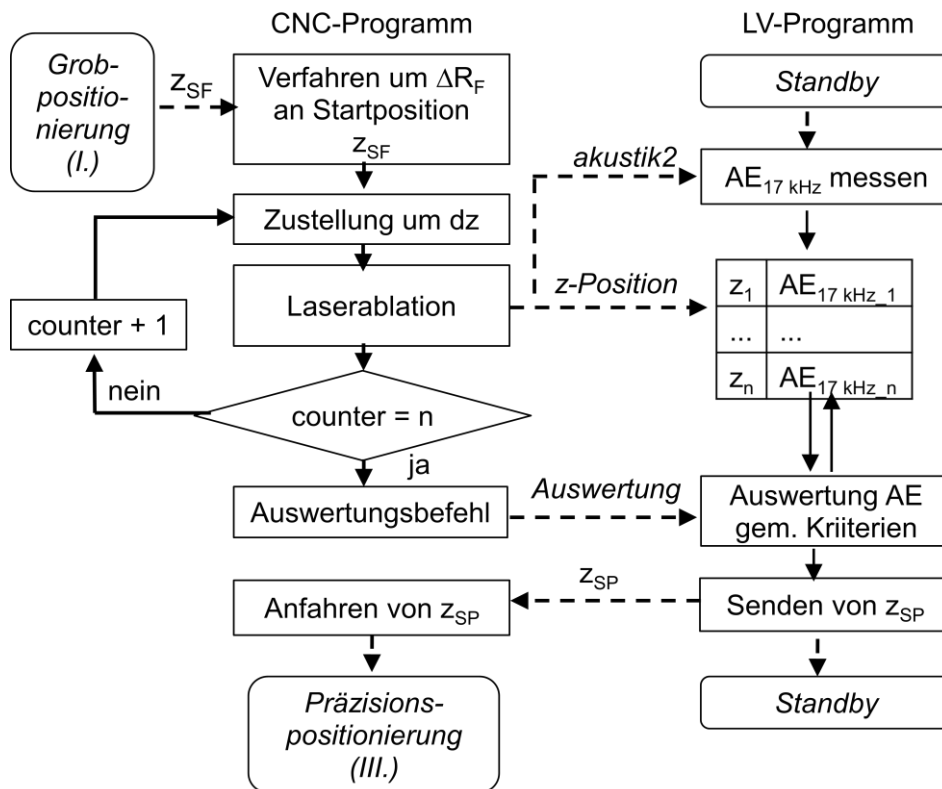 CNC-Programm
LV-Programm
Grob-
positio-
nierung
(I.)
z_SF
Verfahren um ΔR_F
an Startposition
z_SF
Standby
akustik2
AE_17 kHz messen
Zustellung um dz
z-Position
Laserablation
z_1 AE_17 kHz_1
... ...
z_n AE_17 kHz_n
counter + 1
nein
counter = n
ja
Auswertung
Auswertungsbefehl
Auswertung AE
gem. Kriiterien
z_SP
Anfahren von z_SP
Senden von z_SP
Präzisions-
positionierung
(III.)
Standby